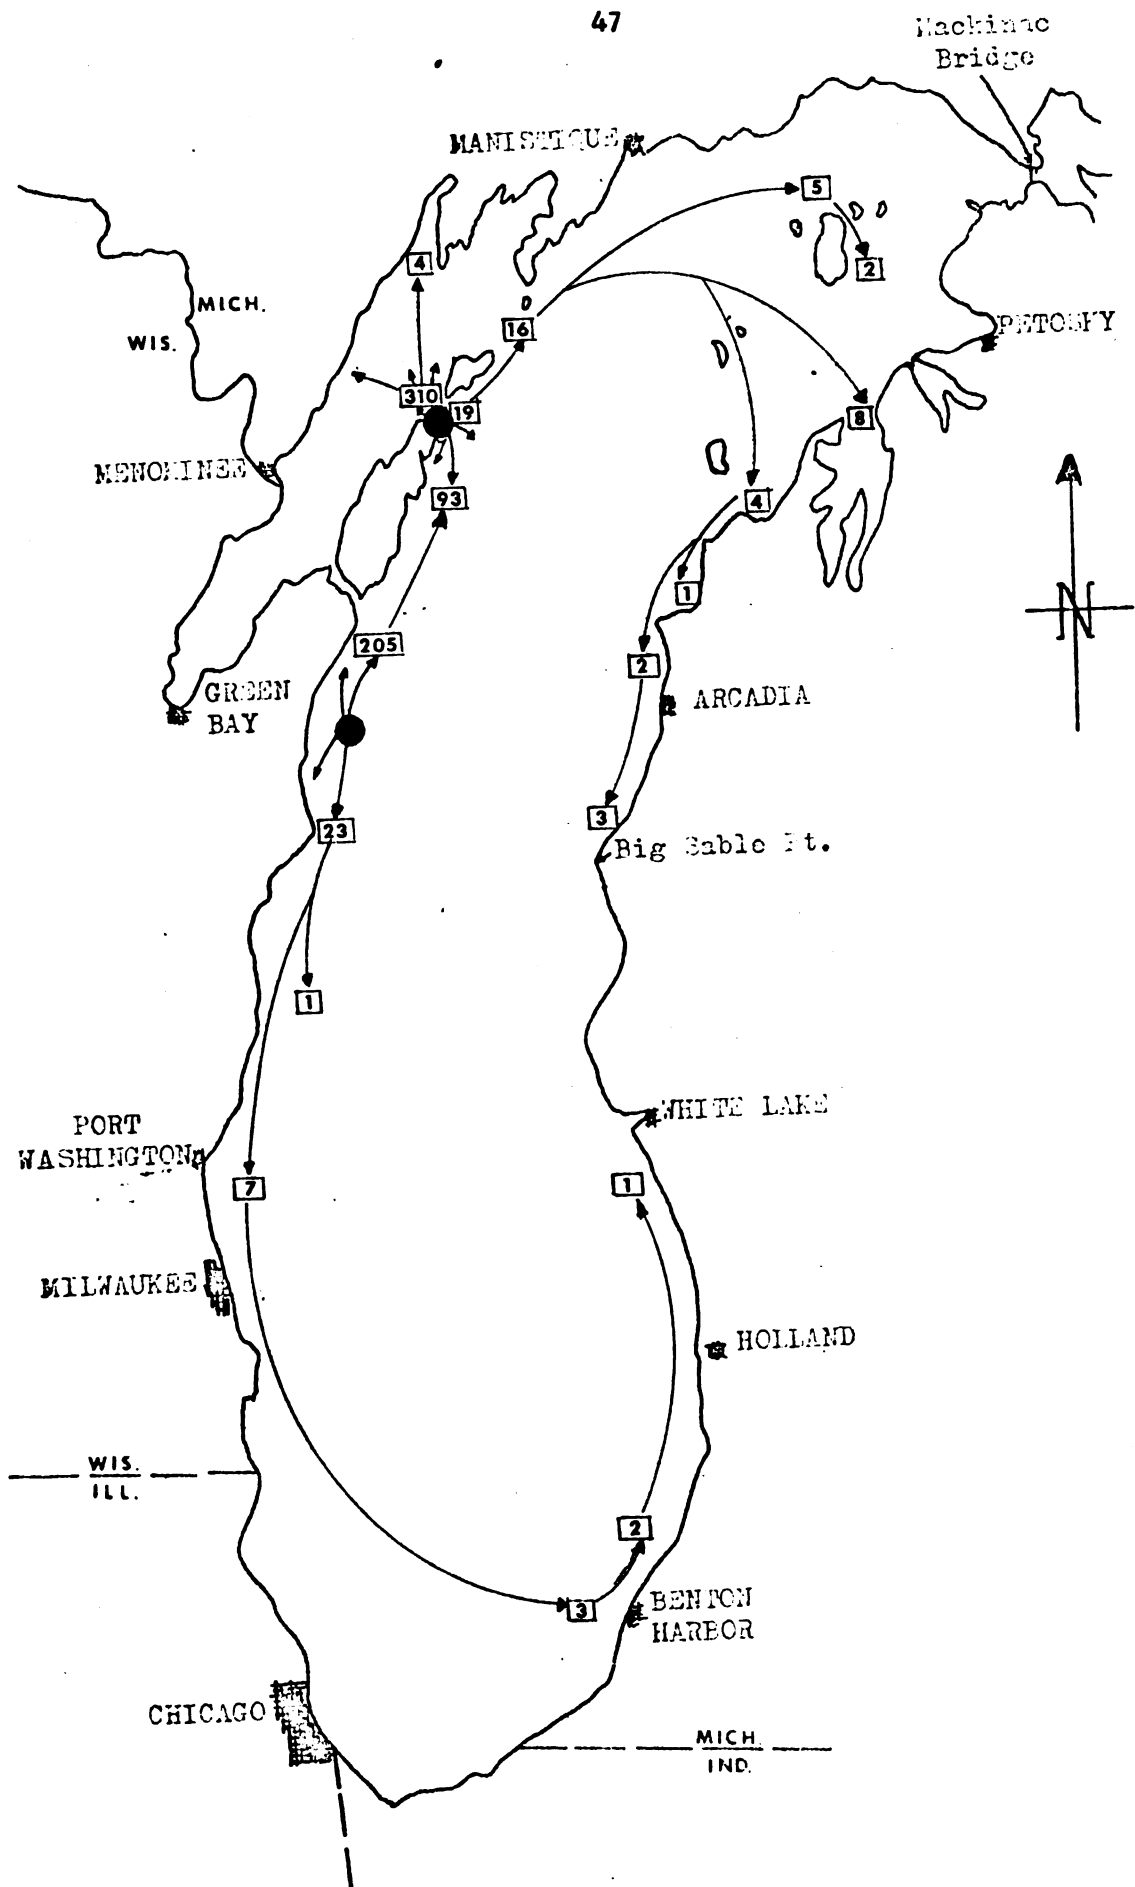 47
Mackinac
Bridge
MANISTIQUE
5
4
2
MICH.
WIS.
16
PETOSKY
310
19
8
MENOMINEE
93
4
1
N
205
2
GREEN
BAY
ARCADIA
23
3
Big Sable Pt.
1
WHITE LAKE
PORT
WASHINGTON
7
1
MILWAUKEE
HOLLAND
WIS.
ILL.
2
3
BENTON
HARBOR
CHICAGO
MICH.
IND.